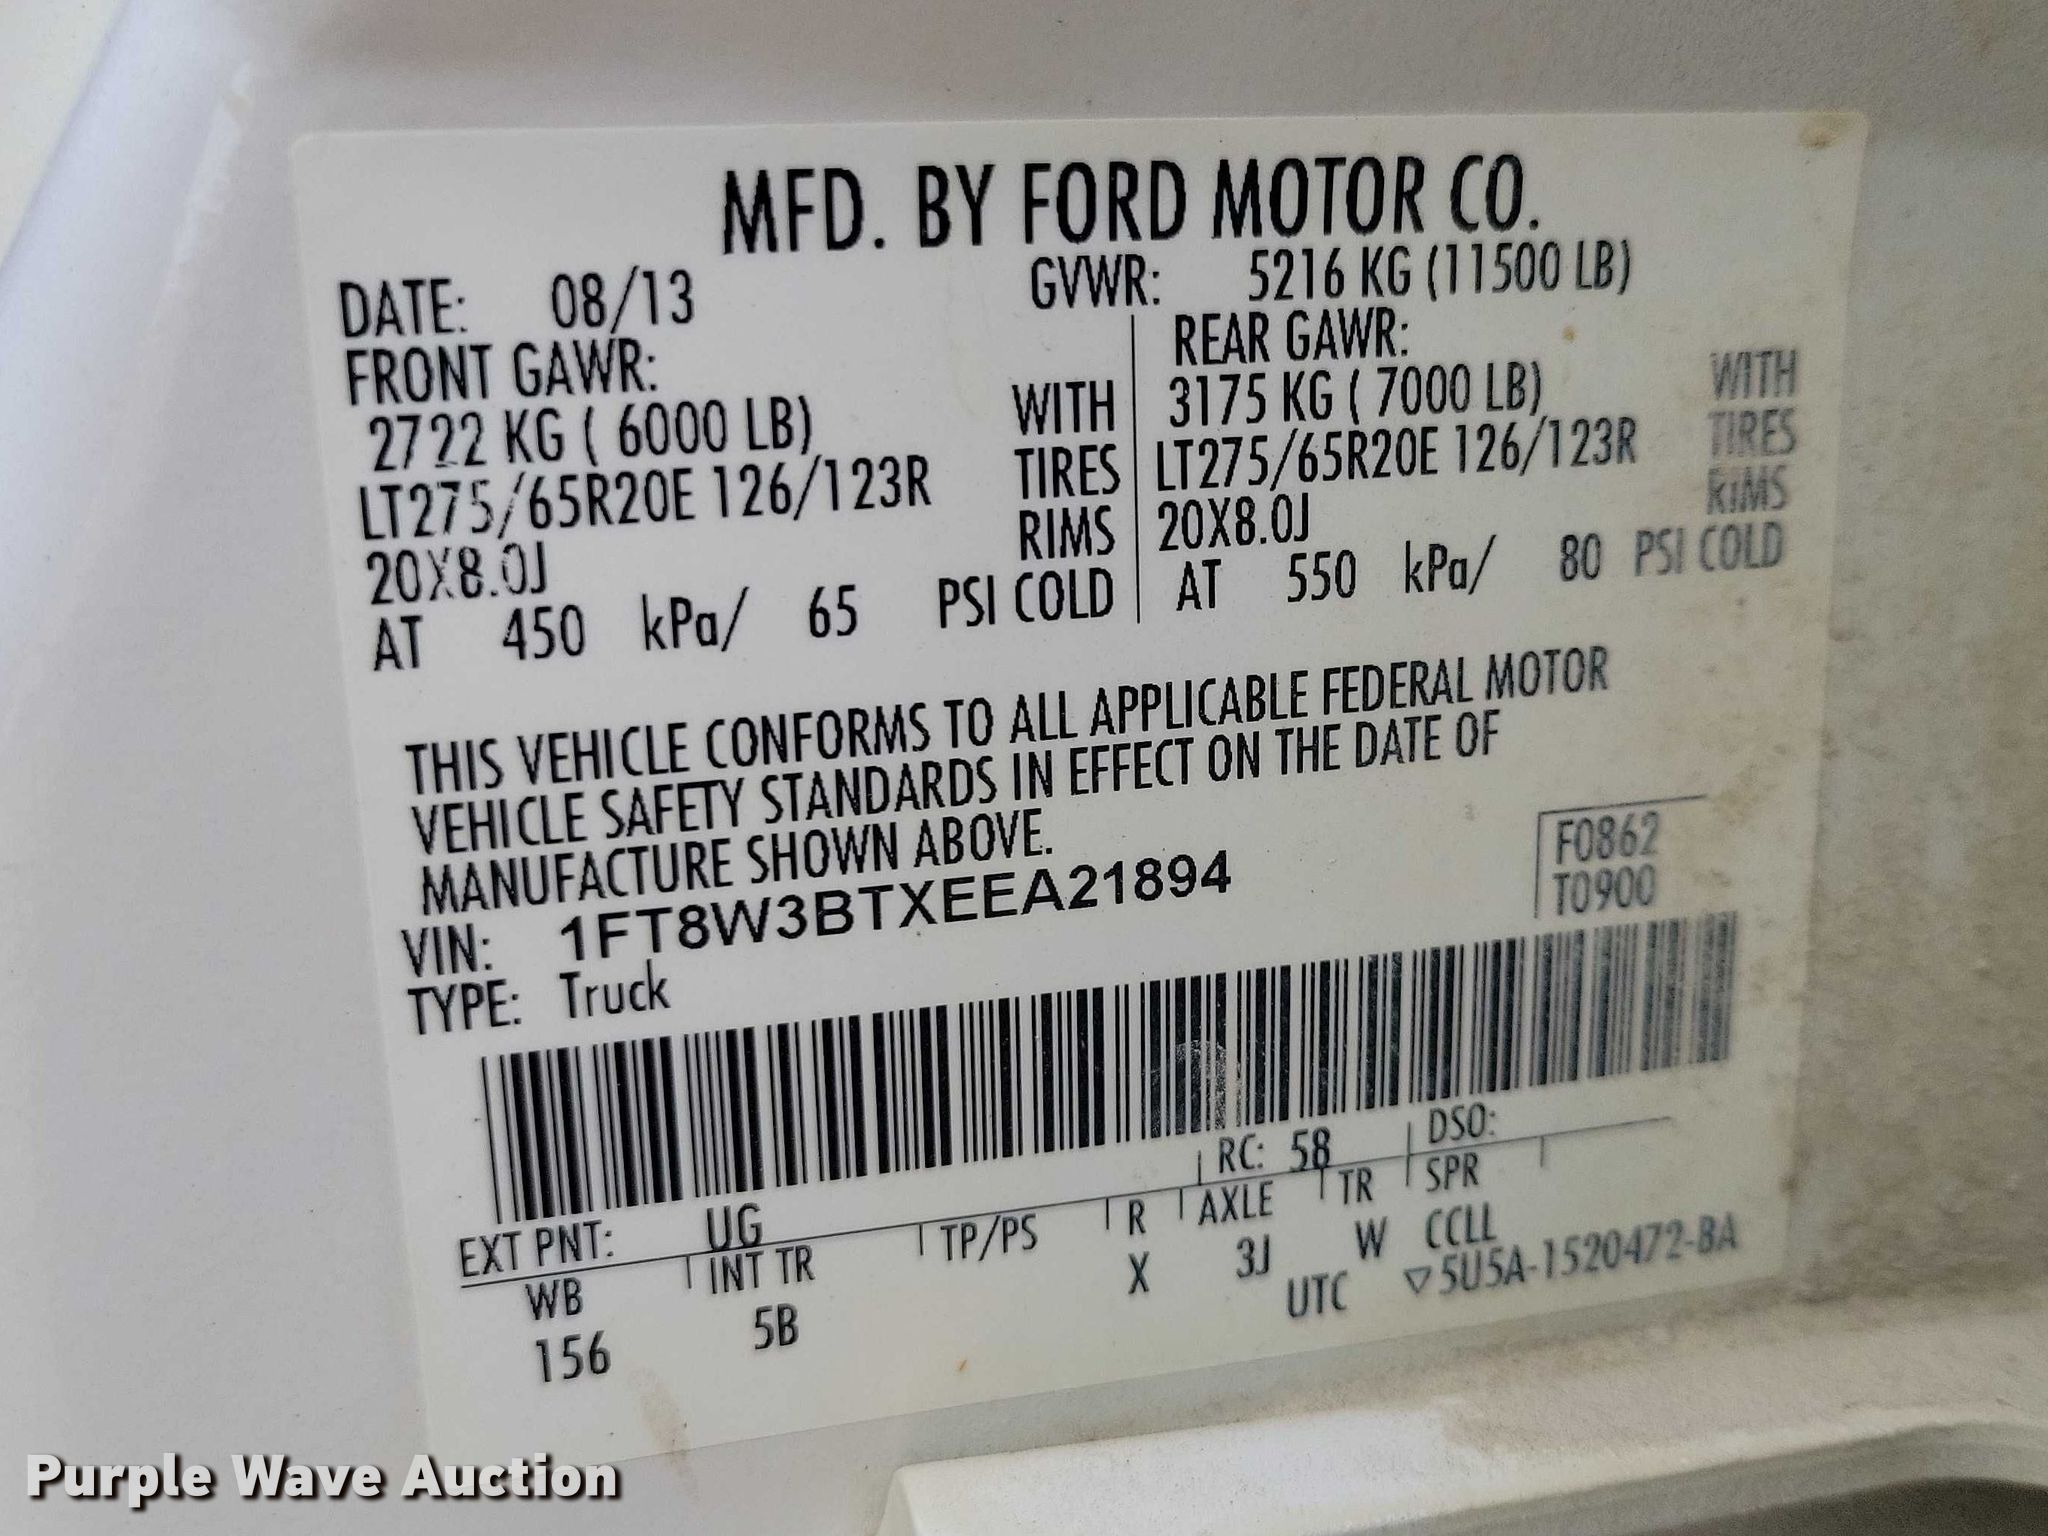 MFD. BY FORD MOTOR CO.
DATE: 08/13 GVWR: 5216 KG (11500 LB)
FRONT GAWR: REAR GAWR:
2722 KG ( 6000 LB) WITH 3175 KG ( 7000 LB) WITH
LT275/65R20E 126/123R TIRES LT275/65R20E 126/123R TIRES
20X8.0J RIMS 20X8.0J RIMS
AT 450 kPa/ 65 PSI COLD AT 550 kPa/ 80 PSI COLD
THIS VEHICLE CONFORMS TO ALL APPLICABLE FEDERAL MOTOR
VEHICLE SAFETY STANDARDS IN EFFECT ON THE DATE OF
MANUFACTURE SHOWN ABOVE.
VIN: 1FT8W3BTXEEA21894
F0862
T0900
TYPE: Truck
EXT PNT: UG RC: 58 DSO:
WB INT TR TP/PS R AXLE TR SPR
156 5B X 3J W CCLL
UTC ▽5U5A-1520472-BA
Purple Wave Auction